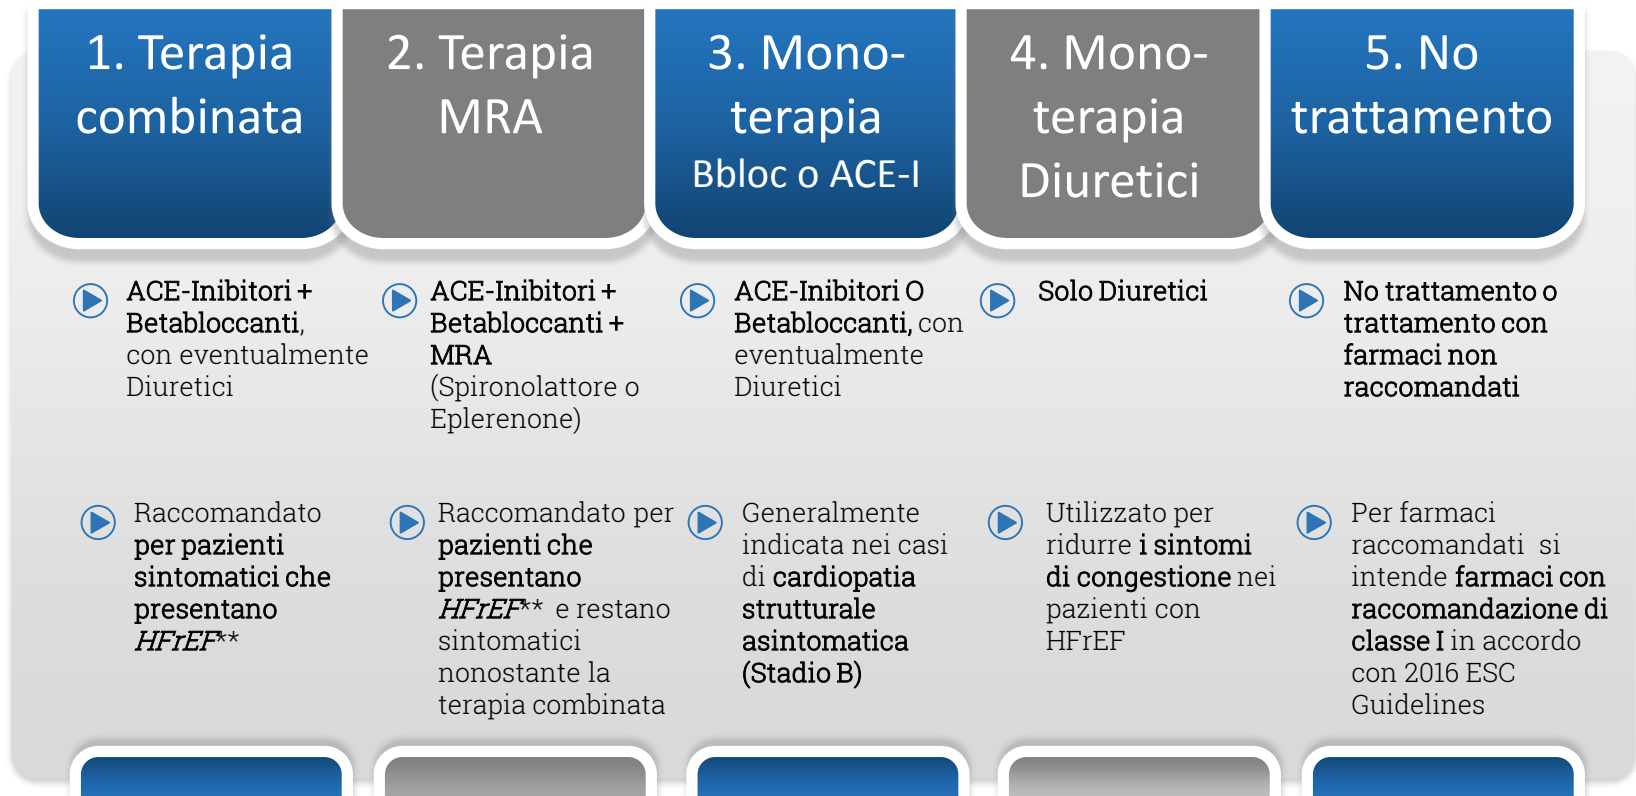 1. Terapia
combinata
2. Terapia
MRA
3. Mono-
terapia
Bbloc o ACE-I
4. Mono-
terapia
Diuretici
5. No
trattamento
ACE-Inibitori +
Betabloccanti,
con eventualmente
Diuretici
ACE-Inibitori +
Betabloccanti +
MRA
(Spironolattore o
Eplerenone)
ACE-Inibitori O
Betabloccanti, con
eventualmente
Diuretici
Solo Diuretici
No trattamento o
trattamento con
farmaci non
raccomandati
Raccomandato
per pazienti
sintomatici che
presentano
HFrEF**
Raccomandato per
pazienti che
presentano
HFrEF** e restano
sintomatici
nonostante la
terapia combinata
Generalmente
indicata nei casi
di cardiopatia
strutturale
asintomatica
(Stadio B)
Utilizzato per
ridurre i sintomi
di congestione nei
pazienti con
HFrEF
Per farmaci
raccomandati si
intende farmaci con
raccomandazione di
classe I in accordo
con 2016 ESC
Guidelines